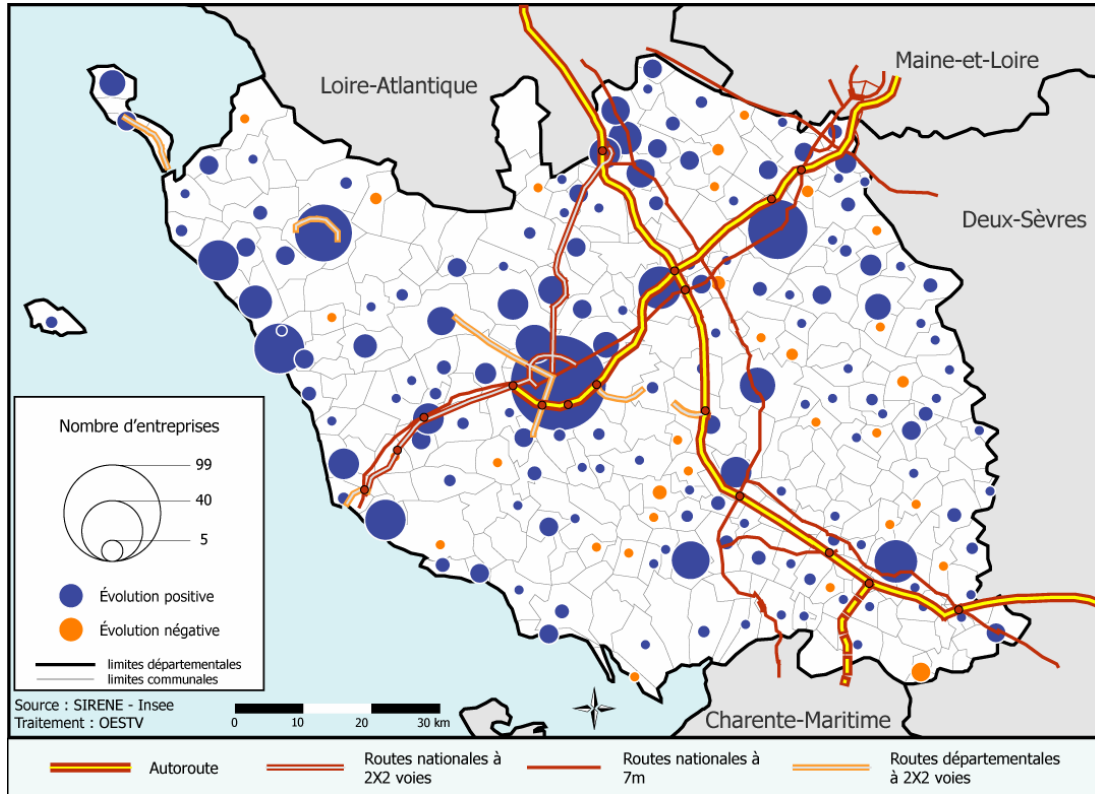 Loire-Atlantique
Maine-et-Loire
Deux-Sèvres
Charente-Maritime
Nombre d'entreprises
99
40
5
Évolution positive
Évolution négative
limites départementales
limites communales
Source : SIRENE - Insee
Traitement : OESTV
0 10 20 30 km
Autoroute
Routes nationales à
2X2 voies
Routes nationales à
7m
Routes départementales
à 2X2 voies